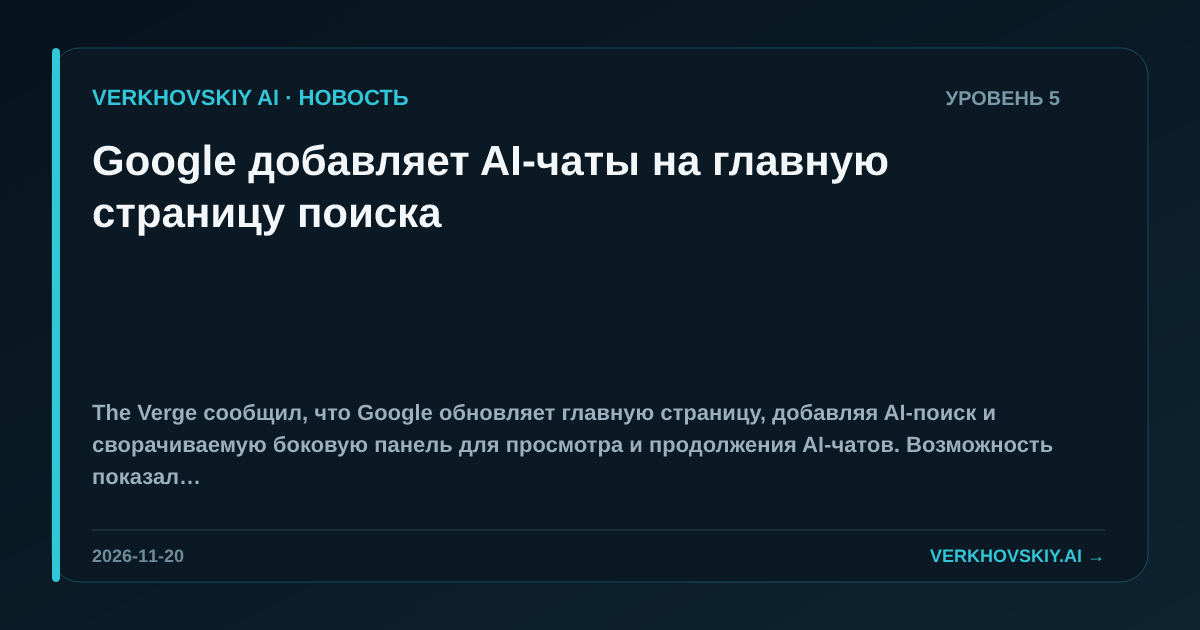 VERKHOVSKIY AI · НОВОСТЬ
УРОВЕНЬ 5
Google добавляет AI-чаты на главную
страницу поиска
The Verge сообщил, что Google обновляет главную страницу, добавляя AI-поиск и
сворачиваемую боковую панель для просмотра и продолжения AI-чатов. Возможность
показал…
2026-11-20
VERKHOVSKIY.AI →